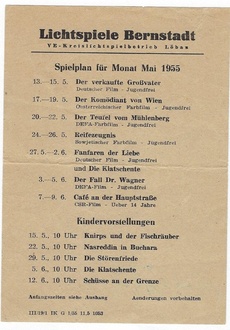 Lichtspiele Bernstadt
VE-Kreislichtspielbetrieb Löbau
Spielplan für Monat Mai 1955
13.—15. 5. Der verkaufte Großvater
Deutscher Film - Jugendfrei
17.—19. 5. Der Komödiant von Wien
Oesterreichischer Farbfilm - Jugendfrei
20.—22. 5. Der Teufel vom Mühlenberg
DEFA-Farbfilm - Jugendfrei
24.—26. 5. Reifezeugnis
Sowjetischer Farbfilm - Jugendfrei
27. 5.—2. 6. Fanfaren der Liebe
Deutscher Film - Jugendfrei
und Die Klatschente
3.—5. 6. Der Fall Dr. Wagner
DEFA-Film - Jugendfrei
7.—9. 6. Café an der Hauptstraße
CSR-Film - Ueber 14 Jahre
Kindervorstellungen
15. 5., 10 Uhr Knirps und der Fischräuber
22. 5., 10 Uhr Nasreddin in Buchara
29. 5., 10 Uhr Die Störenfriede
5. 6., 10 Uhr Die Klatschente
12. 6., 10 Uhr Schüsse an der Grenze
Anfangszeiten siehe Aushang Aenderungen vorbehalten